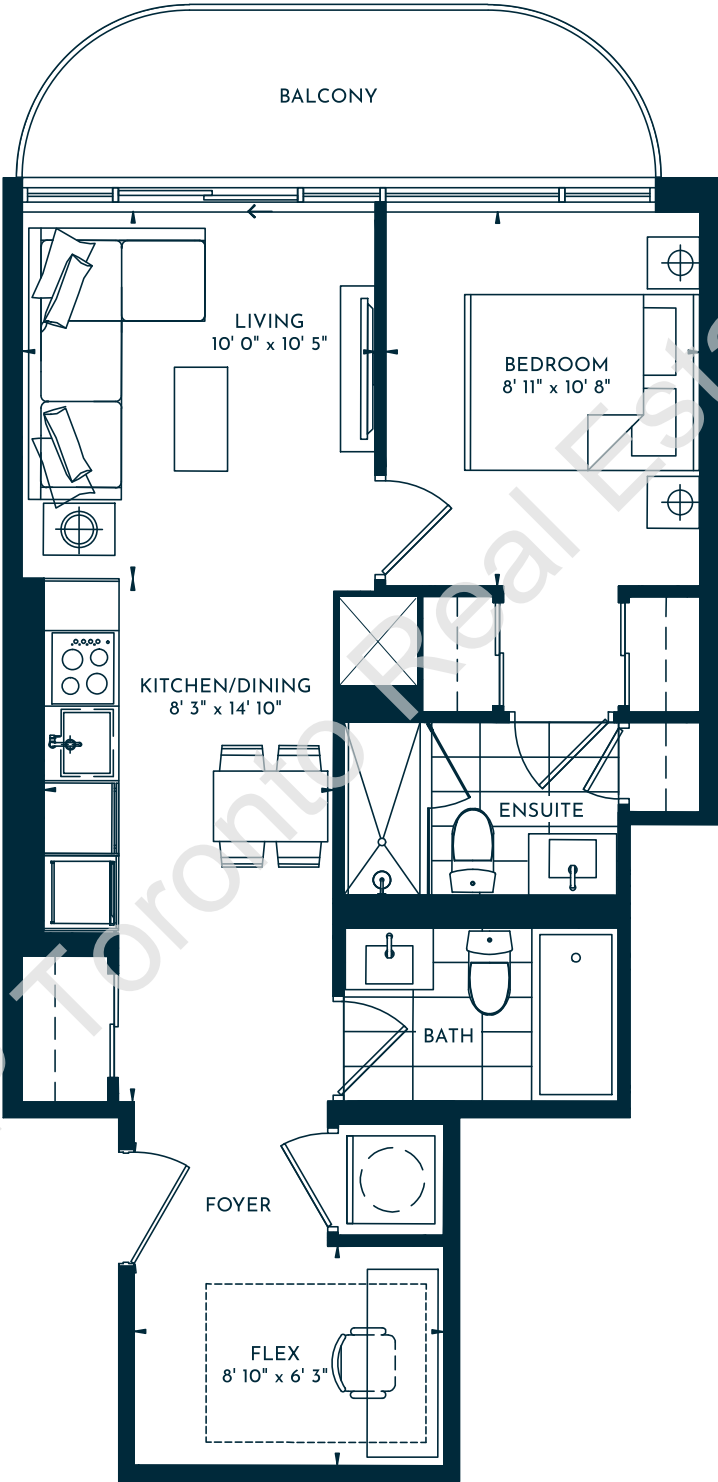 BALCONY
LIVING
10' 0" x 10' 5"
BEDROOM
8' 11" x 10' 8"
KITCHEN/DINING
8' 3" x 14' 10"
ENSUITE
BATH
FOYER
FLEX
8' 10" x 6' 3"
Toronto Real Esta